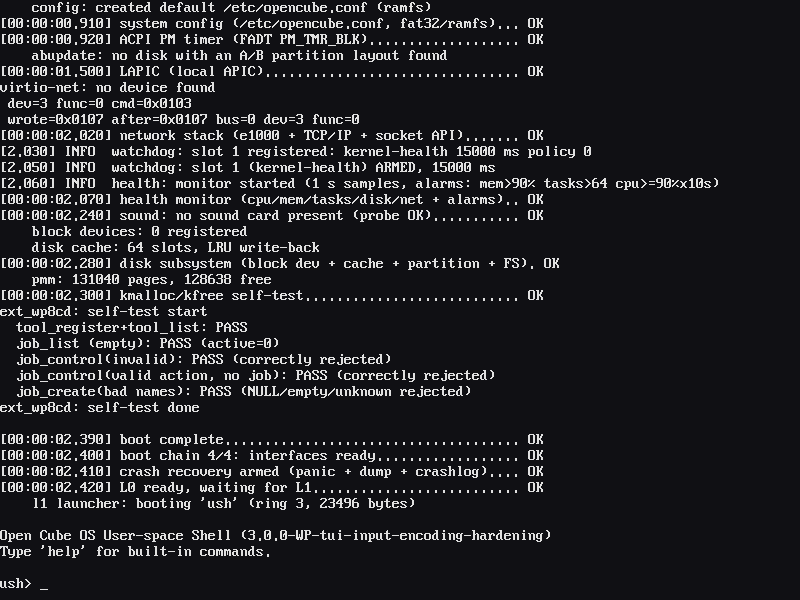 config: created default /etc/opencube.conf (ramfs)
[00:00:00.910] system config (/etc/opencube.conf, fat32/ramfs)... OK
[00:00:00.920] ACPI PM timer (FADT PM_TMR_BLK)................... OK
abupdate: no disk with an A/B partition layout found
[00:00:01.500] LAPIC (local APIC)................................ OK
virtio-net: no device found
dev=3 func=0 cmd=0x0103
wrote=0x0107 after=0x0107 bus=0 dev=3 func=0
[00:00:02.020] network stack (e1000 + TCP/IP + socket API)....... OK
[2.030] INFO  watchdog: slot 1 registered: kernel-health 15000 ms policy 0
[2.050] INFO  watchdog: slot 1 (kernel-health) ARMED, 15000 ms
[2.060] INFO  health: monitor started (1 s samples, alarms: mem>90% tasks>64 cpu>=90%x10s)
[00:00:02.070] health monitor (cpu/mem/tasks/disk/net + alarms).. OK
[00:00:02.240] sound: no sound card present (probe OK)........... OK
block devices: 0 registered
disk cache: 64 slots, LRU write-back
[00:00:02.280] disk subsystem (block dev + cache + partition + FS). OK
pmm: 131040 pages, 128638 free
[00:00:02.300] kmalloc/kfree self-test........................... OK
ext_wp8cd: self-test start
tool_register+tool_list: PASS
job_list (empty): PASS (active=0)
job_control(invalid): PASS (correctly rejected)
job_control(valid action, no job): PASS (correctly rejected)
job_create(bad names): PASS (NULL/empty/unknown rejected)
ext_wp8cd: self-test done
[00:00:02.390] boot complete..................................... OK
[00:00:02.400] boot chain 4/4: interfaces ready.................. OK
[00:00:02.410] crash recovery armed (panic + dump + crashlog).... OK
[00:00:02.420] L0 ready, waiting for L1.......................... OK
l1 launcher: booting 'ush' (ring 3, 23496 bytes)
Open Cube OS User-space Shell (3.0.0-WP-tui-input-encoding-hardening)
Type 'help' for built-in commands.
ush> _